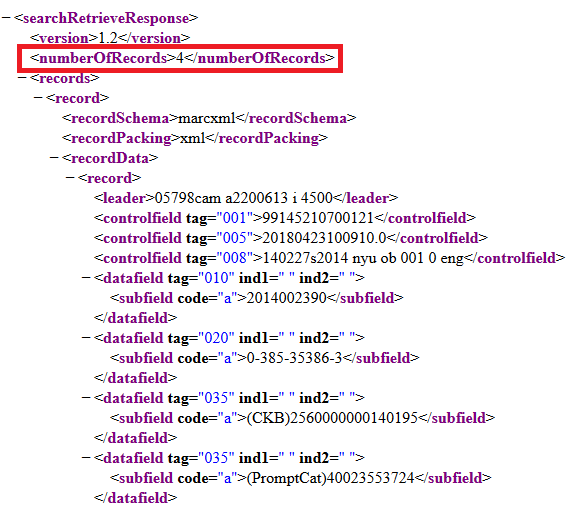 − <searchRetrieveResponse>
<version>1.2</version>
<numberOfRecords>4</numberOfRecords>
− <records>
− <record>
<recordSchema>marcxml</recordSchema>
<recordPacking>xml</recordPacking>
− <recordData>
− <record>
<leader>05798cam a2200613 i 4500</leader>
<controlfield tag="001">99145210700121</controlfield>
<controlfield tag="005">20180423100910.0</controlfield>
<controlfield tag="008">140227s2014 nyu ob 001 0 eng</controlfield>
− <datafield tag="010" ind1=" " ind2=" ">
<subfield code="a">2014002390</subfield>
</datafield>
− <datafield tag="020" ind1=" " ind2=" ">
<subfield code="a">0-385-35386-3</subfield>
</datafield>
− <datafield tag="035" ind1=" " ind2=" ">
<subfield code="a">(CKB)2560000000140195</subfield>
</datafield>
− <datafield tag="035" ind1=" " ind2=" ">
<subfield code="a">(PromptCat)40023553724</subfield>
</datafield>